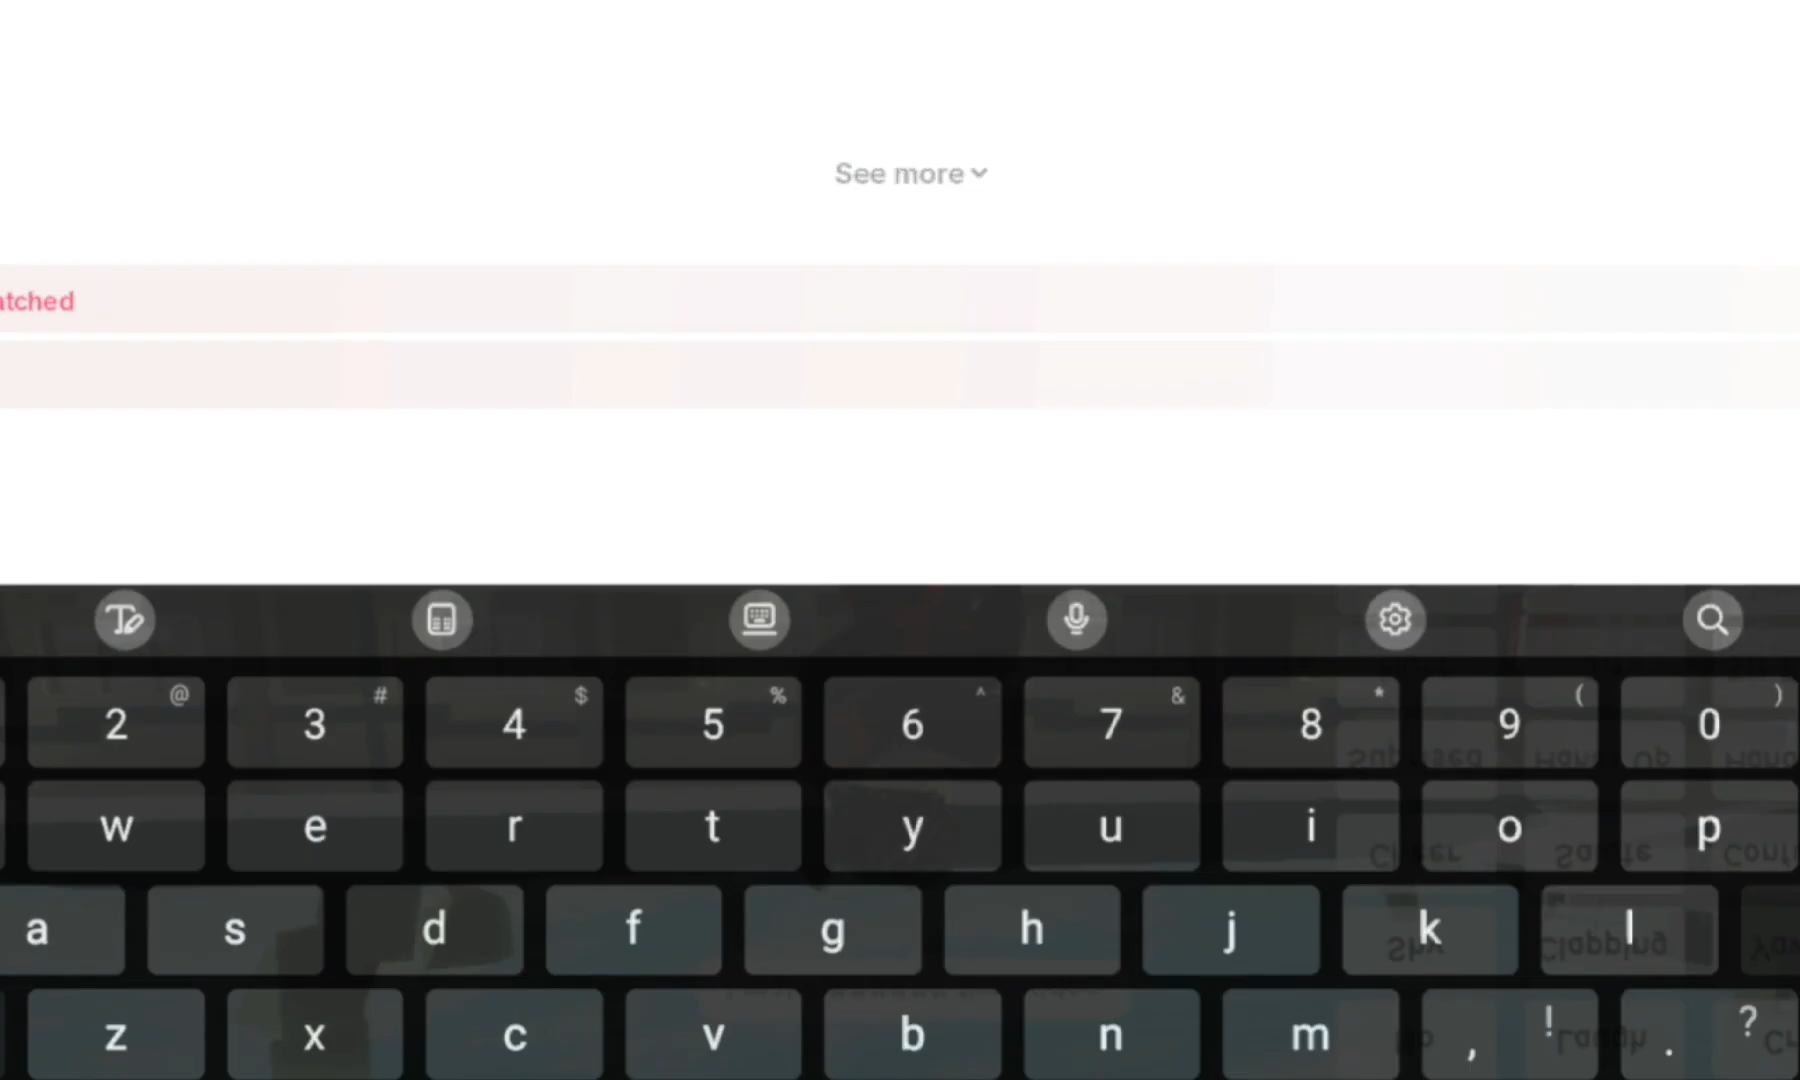 See more
atched
@ # $ % ^ & * ( )
2 3 4 5 6 7 8 9 0
w e r t y u i o p
a s d f g h j k l
! ?
z x c v b n m , .